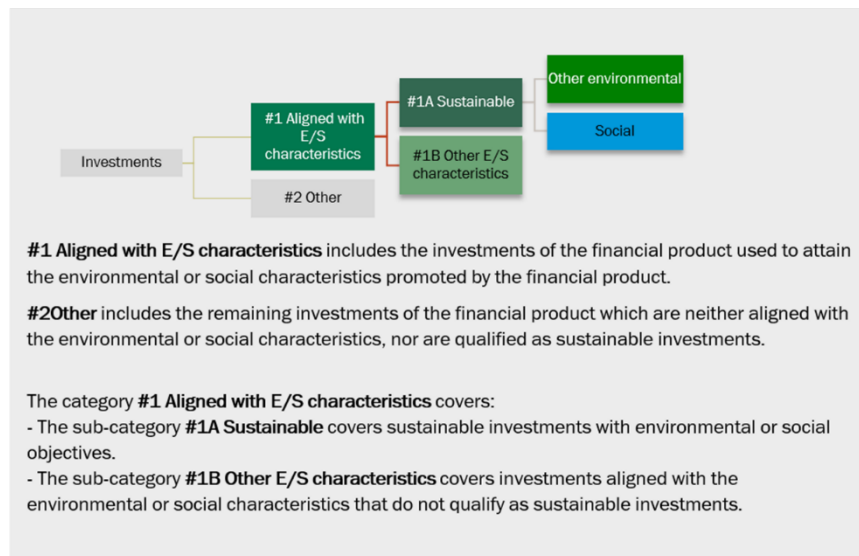 Other environmental
#1A Sustainable
#1 Aligned with
E/S
characteristics
Social
#1B Other E/S
characteristics
Investments
#2 Other
#1 Aligned with E/S characteristics includes the investments of the financial product used to attain
the environmental or social characteristics promoted by the financial product.
#2Other includes the remaining investments of the financial product which are neither aligned with
the environmental or social characteristics, nor are qualified as sustainable investments.
The category #1 Aligned with E/S characteristics covers:
- The sub-category #1A Sustainable covers sustainable investments with environmental or social
objectives.
- The sub-category #1B Other E/S characteristics covers investments aligned with the
environmental or social characteristics that do not qualify as sustainable investments.